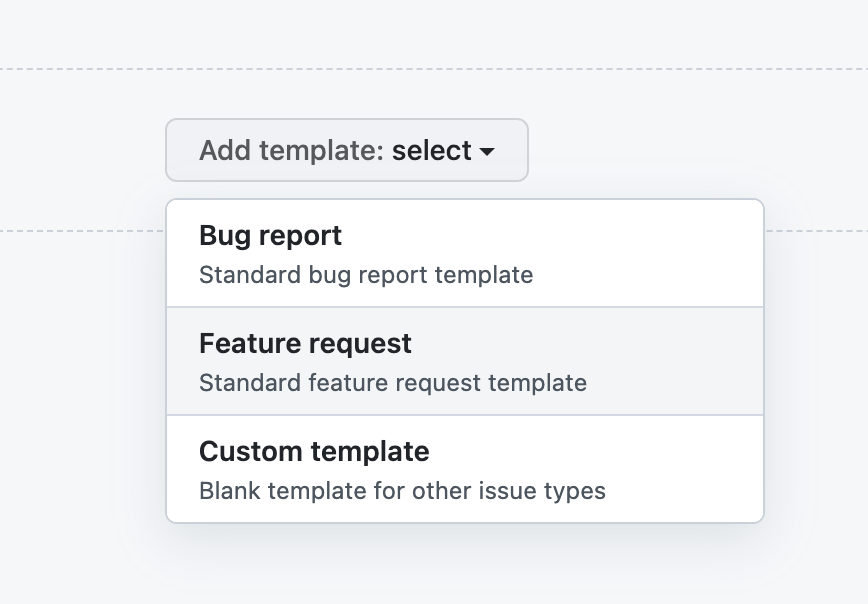 Add template: select
Bug report
Standard bug report template
Feature request
Standard feature request template
Custom template
Blank template for other issue types